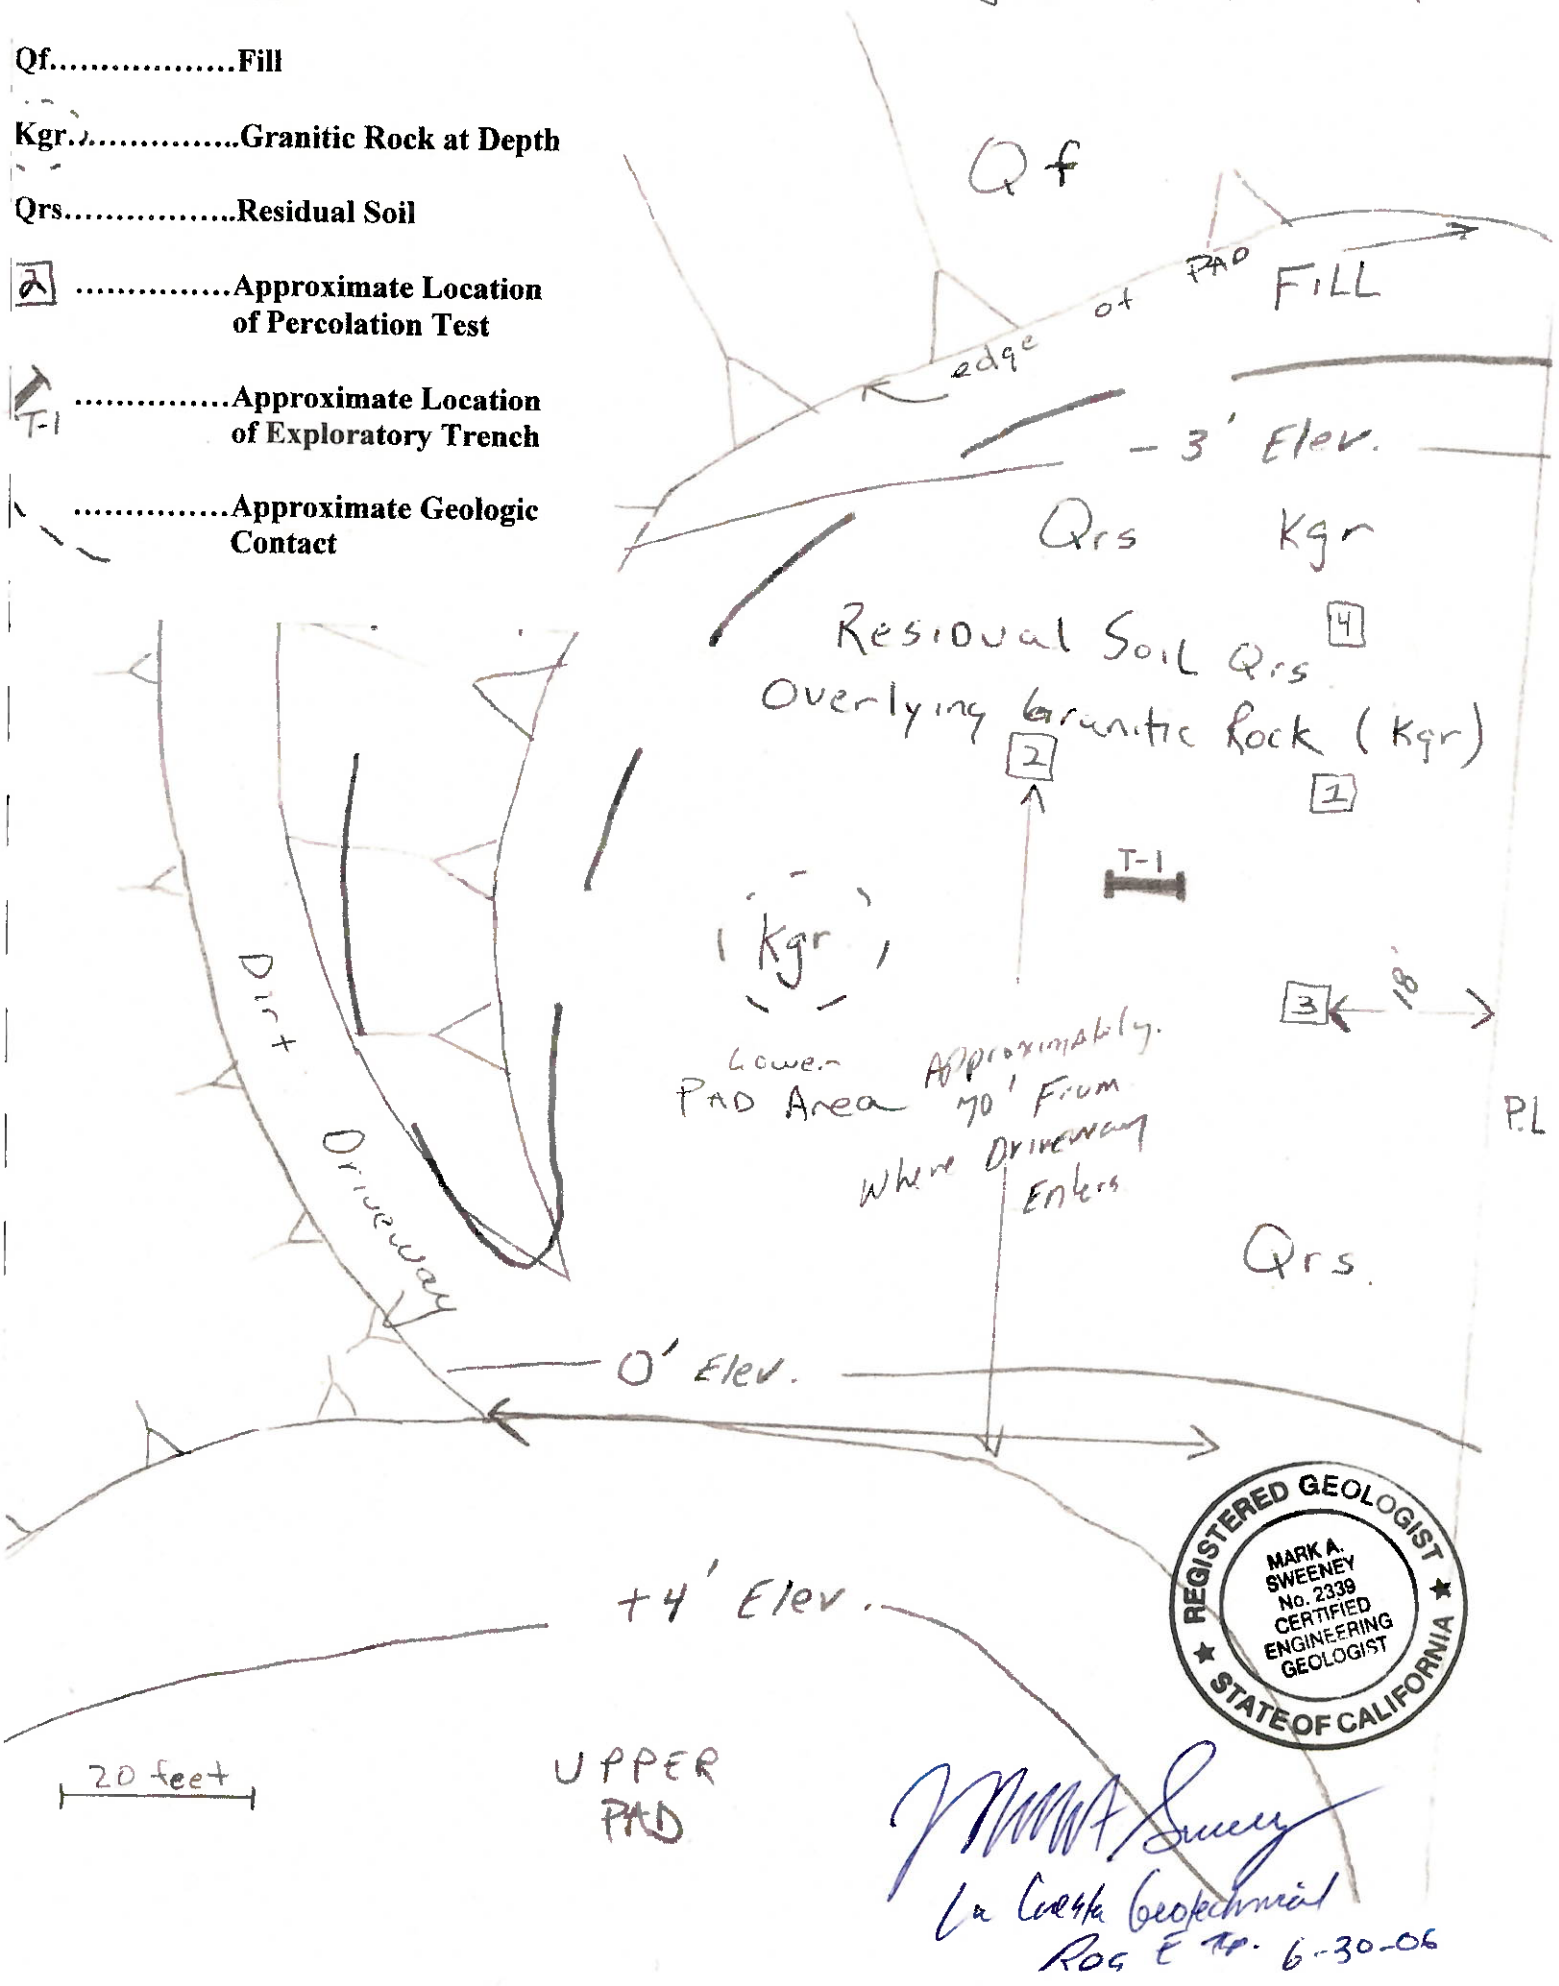 Qf..................Fill
Kgr.................Granitic Rock at Depth
Qrs.................Residual Soil
2 ...............Approximate Location
of Percolation Test
T-1 ...............Approximate Location
of Exploratory Trench
...............Approximate Geologic
Contact
Qf
edge of PAD
FILL
- 3' Elev.
Qrs Kgr
4
Residual Soil Qrs
Overlying Granitic Rock (Kgr)
2
1
T-1
Kgr
3
18'
Lower
PAD Area
Approximately
70' From
Where Driveway
Enters
P.L
Dirt Driveway
Qrs.
0' Elev.
REGISTERED GEOLOGIST
STATE OF CALIFORNIA
MARK A.
SWEENEY
No. 2339
CERTIFIED
ENGINEERING
GEOLOGIST
+4' Elev.
20 feet
UPPER
PAD
La Cuesta Geotechnical
6-30-06